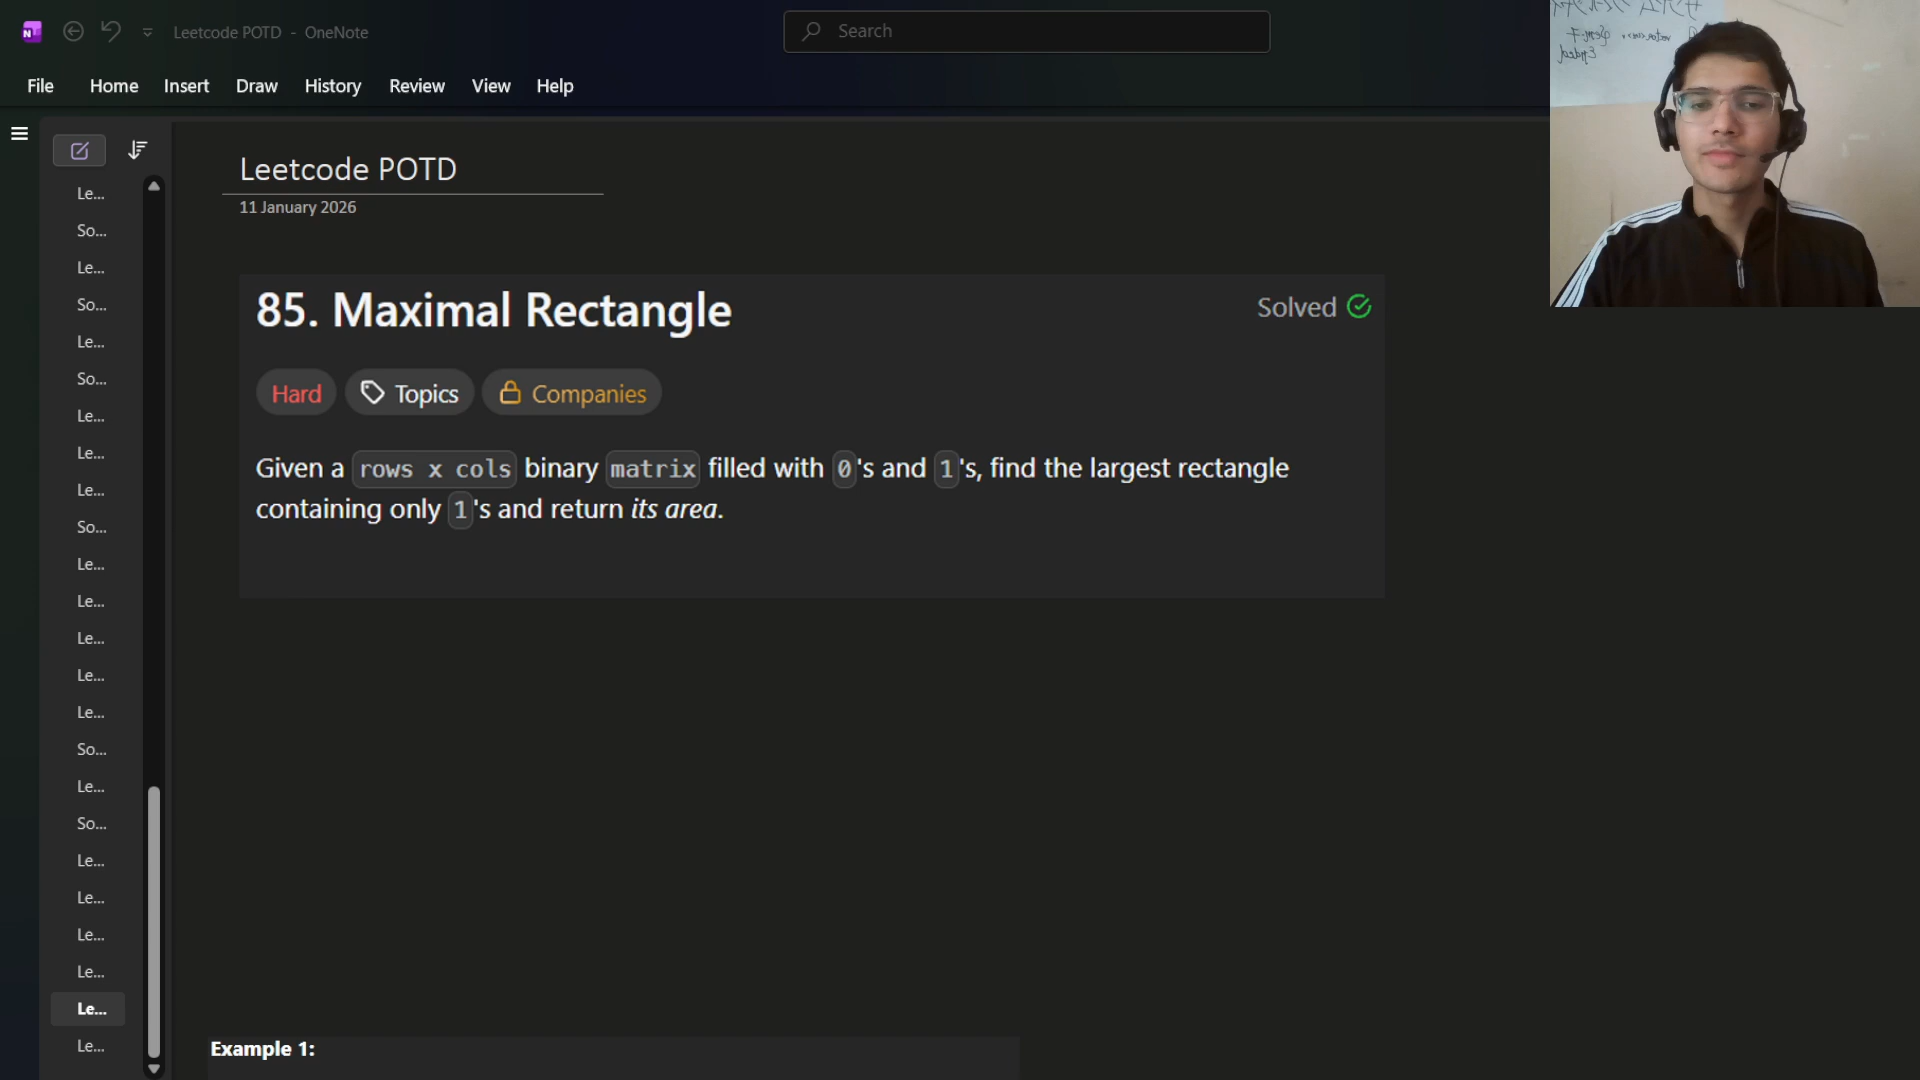 Leetcode POTD - OneNote
Search
File Home Insert Draw History Review View Help
Le...
So...
Le...
So...
Le...
So...
Le...
Le...
Le...
So...
Le...
Le...
Le...
Le...
Le...
So...
Le...
So...
Le...
Le...
Le...
Le...
Le...
Le...
Leetcode POTD
11 January 2026
85. Maximal Rectangle
Solved
Hard Topics Companies
Given a rows x cols binary matrix filled with 0's and 1's, find the largest rectangle
containing only 1's and return its area.
Example 1: